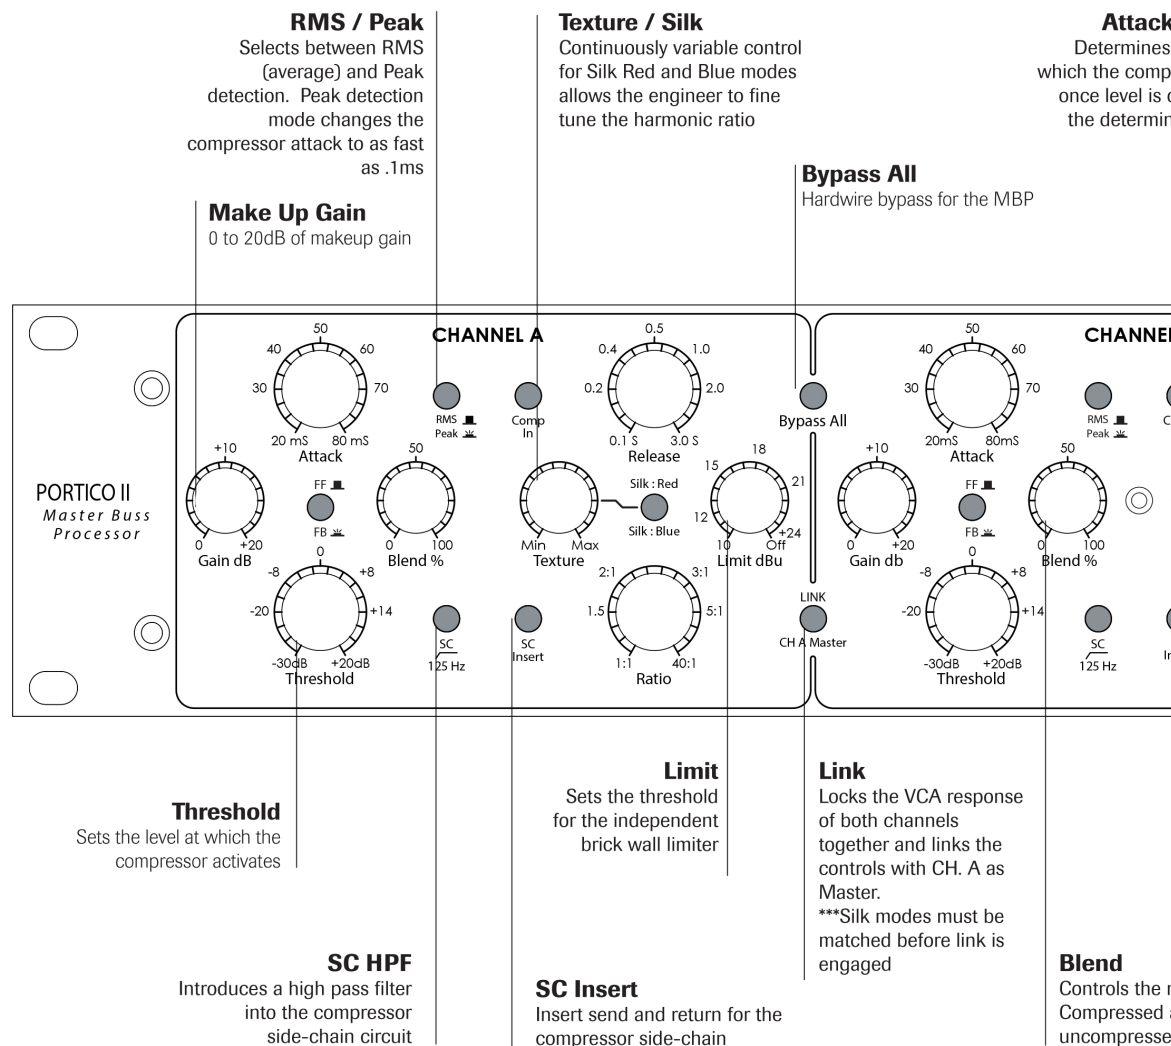 RMS / Peak
Selects between RMS
(average) and Peak
detection. Peak detection
mode changes the
compressor attack to as fast
as .1ms
Texture / Silk
Continuously variable control
for Silk Red and Blue modes
allows the engineer to fine
tune the harmonic ratio
Attack
Determines
which the comp
once level is
the determin
Bypass All
Hardwire bypass for the MBP
Make Up Gain
0 to 20dB of makeup gain
PORTICO II
Master Buss
Processor
CHANNEL A
50
40 60
30 70
20 mS 80 mS
Attack
RMS
Peak
Comp
In
0.5
0.4 1.0
0.2 2.0
0.1 S 3.0 S
Release
Bypass All
+10
0 +20
Gain dB
FF
FB
50
0 100
Blend %
Min Max
Texture
Silk : Red
Silk : Blue
18
15 21
12 +24
10 Off
Limit dBu
0
-8 +8
-20 +14
-30dB +20dB
Threshold
SC
125 Hz
SC
Insert
2:1 3:1
1.5 5:1
1:1 40:1
Ratio
LINK
CH A Master
CHANNEL
50
40 60
30 70
20mS 80mS
Attack
RMS
Peak
C
+10
0 +20
Gain db
FF
FB
50
0 100
Blend %
0
-8 +8
-20 +14
-30dB +20dB
Threshold
SC
125 Hz
In
Threshold
Sets the level at which the
compressor activates
Limit
Sets the threshold
for the independent
brick wall limiter
Link
Locks the VCA response
of both channels
together and links the
controls with CH. A as
Master.
***Silk modes must be
matched before link is
engaged
SC HPF
Introduces a high pass filter
into the compressor
side-chain circuit
SC Insert
Insert send and return for the
compressor side-chain
Blend
Controls the
Compressed
uncompresse